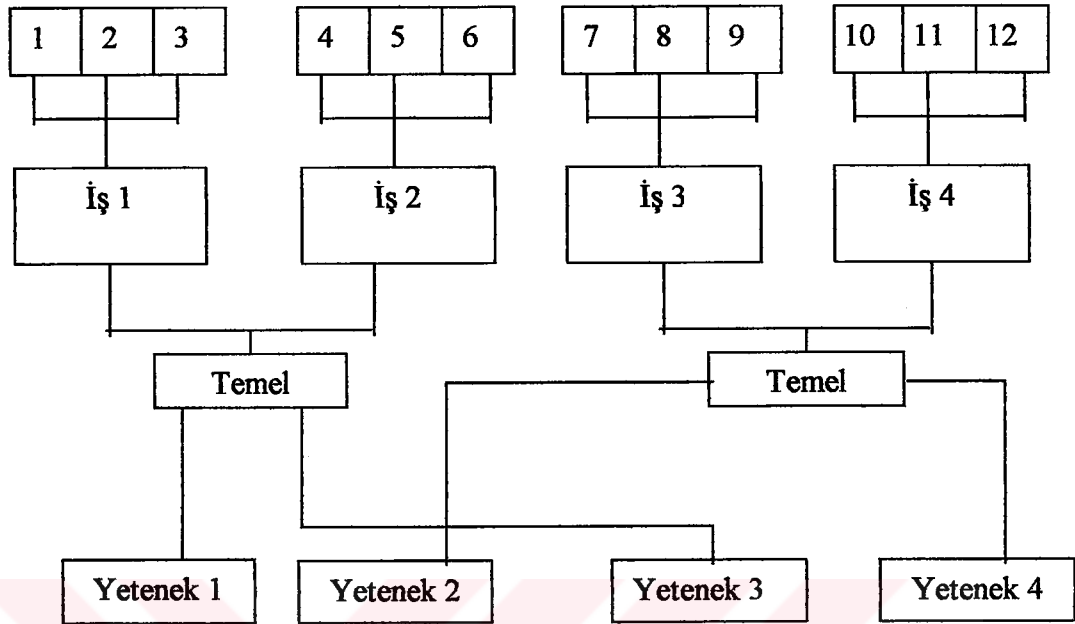 1 2 3 4 5 6 7 8 9 10 11 12
İş 1 İş 2 İş 3 İş 4
Temel Temel
Yetenek 1 Yetenek 2 Yetenek 3 Yetenek 4